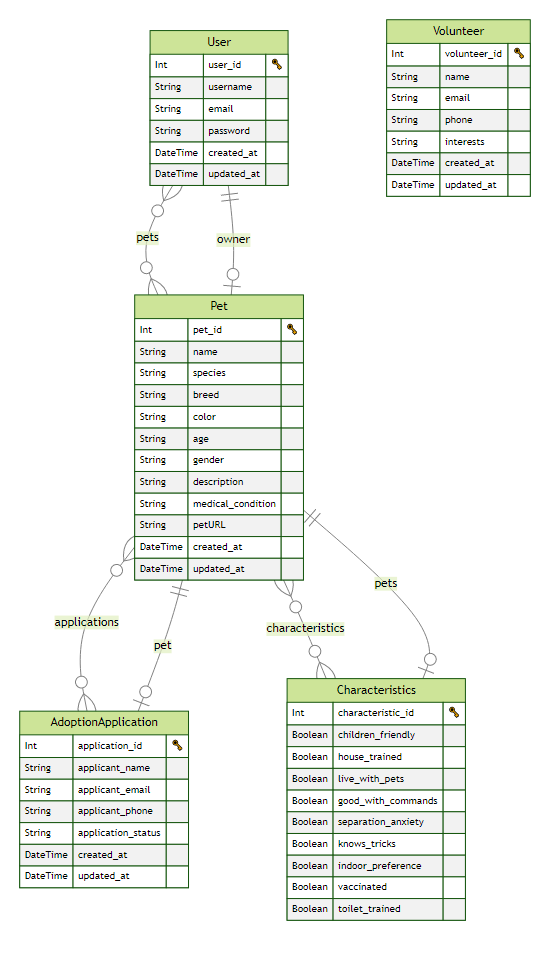 User
Int user_id
String username
String email
String password
DateTime created_at
DateTime updated_at
Volunteer
Int volunteer_id
String name
String email
String phone
String interests
DateTime created_at
DateTime updated_at
pets
owner
Pet
Int pet_id
String name
String species
String breed
String color
String age
String gender
String description
String medical_condition
String petURL
DateTime created_at
DateTime updated_at
applications
pet
characteristics
pets
AdoptionApplication
Int application_id
String applicant_name
String applicant_email
String applicant_phone
String application_status
DateTime created_at
DateTime updated_at
Characteristics
Int characteristic_id
Boolean children_friendly
Boolean house_trained
Boolean live_with_pets
Boolean good_with_commands
Boolean separation_anxiety
Boolean knows_tricks
Boolean indoor_preference
Boolean vaccinated
Boolean toilet_trained